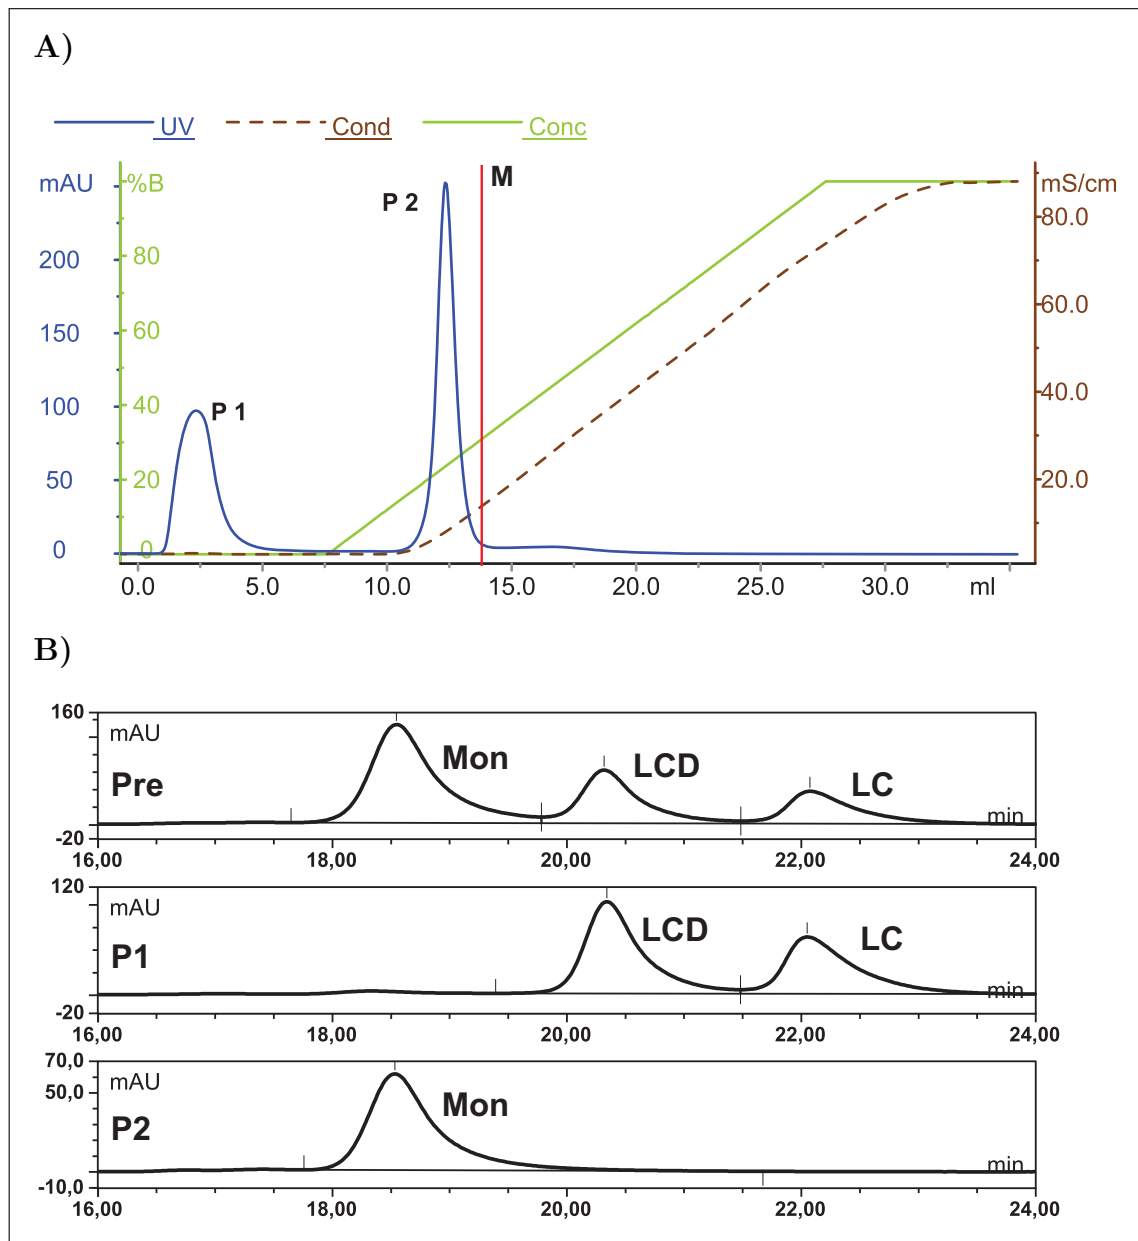 A)
UV Cond Conc
mAU %B M mS/cm
P 2
80.0
200 80
150 60 60.0
100 40 P 1 40.0
50 20 20.0
0 0
0.0 5.0 10.0 15.0 20.0 25.0 30.0 ml
B)
160
mAU
Mon LCD LC
Pre
min
-20
16,00 18,00 20,00 22,00 24,00
120
mAU
LCD LC
P1
min
-20
16,00 18,00 20,00 22,00 24,00
70,0
mAU
50,0
Mon
P2
min
-10,0
16,00 18,00 20,00 22,00 24,00